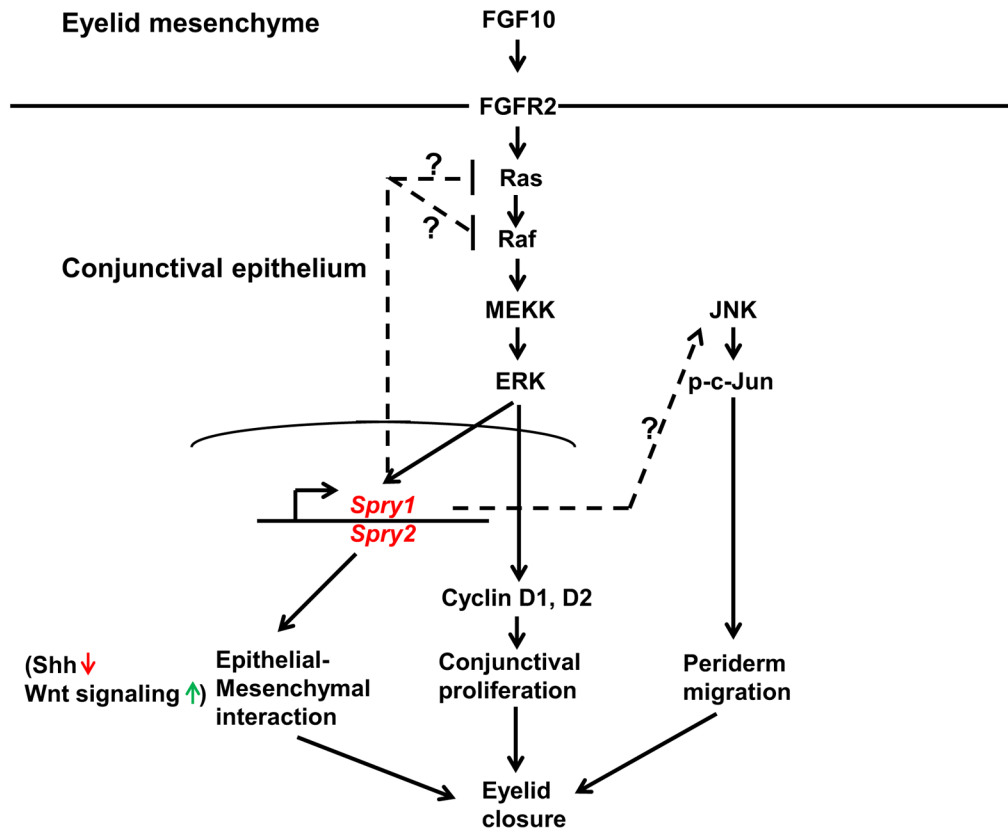 Eyelid mesenchyme
FGF10
FGFR2
?
Ras
?
Raf
Conjunctival epithelium
MEKK
JNK
ERK
p-c-Jun
?
Spry1
Spry2
Cyclin D1, D2
(Shh
Wnt signaling )
Epithelial-
Mesenchymal
interaction
Conjunctival
proliferation
Periderm
migration
Eyelid
closure